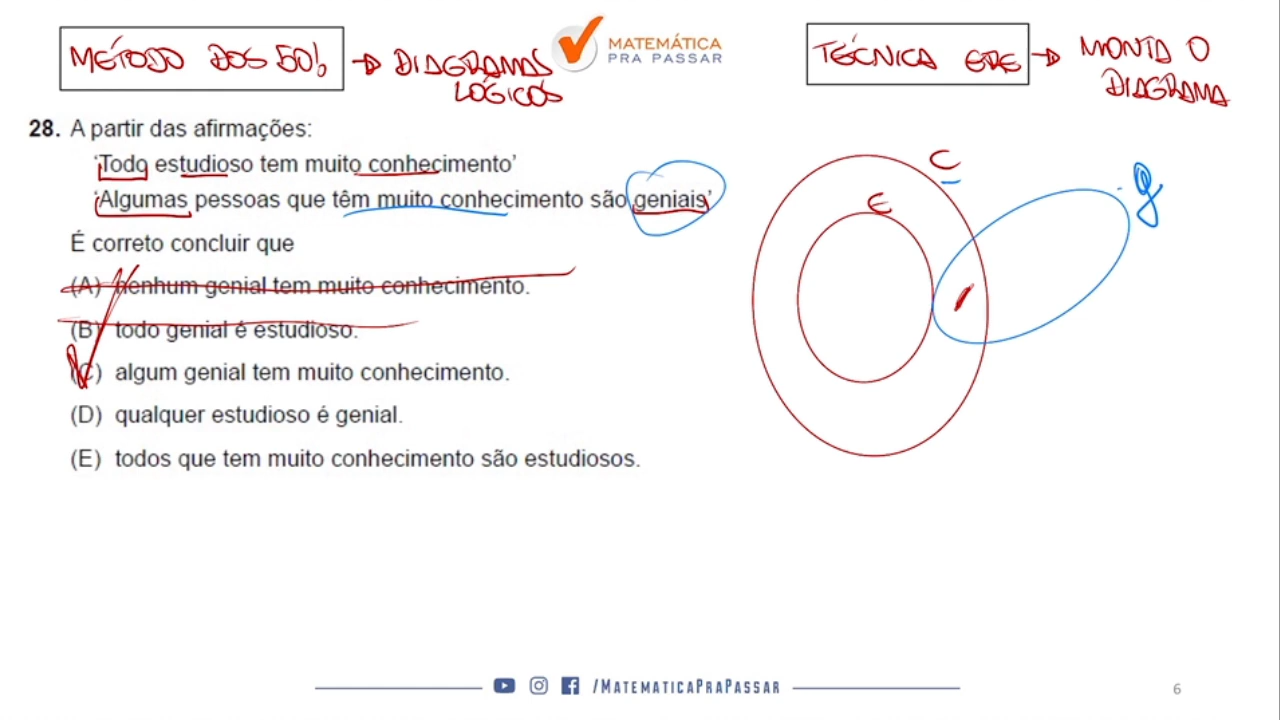 MÉTODO DOS 50!
→ DIAGRAMAS
LÓGICOS
MATEMÁTICA
PRA PASSAR
→ MONTA O
DIAGRAMA
TÉCNICA
28. A partir das afirmações:
'Todo estudioso tem muito conhecimento'
'Algumas pessoas que têm muito conhecimento são geniais'
É correto concluir que
(A) nenhum genial tem muito conhecimento.
(B) todo genial é estudioso.
(C) algum genial tem muito conhecimento.
(D) qualquer estudioso é genial.
(E) todos que tem muito conhecimento são estudiosos.
C
E
g
/MATEMATICAPRAPASSAR
6